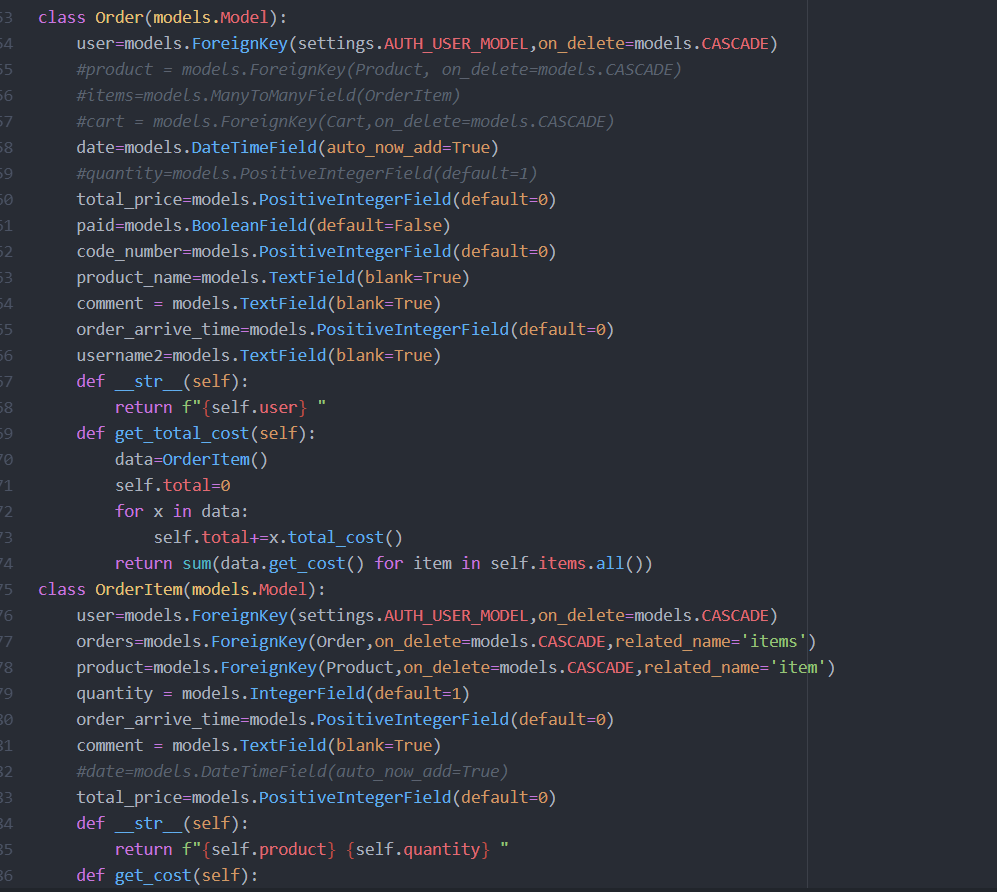 53 class Order(models.Model):
54     user=models.ForeignKey(settings.AUTH_USER_MODEL,on_delete=models.CASCADE)
55     #product = models.ForeignKey(Product, on_delete=models.CASCADE)
56     #items=models.ManyToManyField(OrderItem)
57     #cart = models.ForeignKey(Cart,on_delete=models.CASCADE)
58     date=models.DateTimeField(auto_now_add=True)
59     #quantity=models.PositiveIntegerField(default=1)
60     total_price=models.PositiveIntegerField(default=0)
61     paid=models.BooleanField(default=False)
62     code_number=models.PositiveIntegerField(default=0)
63     product_name=models.TextField(blank=True)
64     comment = models.TextField(blank=True)
65     order_arrive_time=models.PositiveIntegerField(default=0)
66     username2=models.TextField(blank=True)
67     def __str__(self):
68         return f"{self.user} "
69     def get_total_cost(self):
70         data=OrderItem()
71         self.total=0
72         for x in data:
73             self.total+=x.total_cost()
74         return sum(data.get_cost() for item in self.items.all())
75 class OrderItem(models.Model):
76     user=models.ForeignKey(settings.AUTH_USER_MODEL,on_delete=models.CASCADE)
77     orders=models.ForeignKey(Order,on_delete=models.CASCADE,related_name='items')
78     product=models.ForeignKey(Product,on_delete=models.CASCADE,related_name='item')
79     quantity = models.IntegerField(default=1)
80     order_arrive_time=models.PositiveIntegerField(default=0)
81     comment = models.TextField(blank=True)
82     #date=models.DateTimeField(auto_now_add=True)
83     total_price=models.PositiveIntegerField(default=0)
84     def __str__(self):
85         return f"{self.product} {self.quantity} "
86     def get_cost(self):